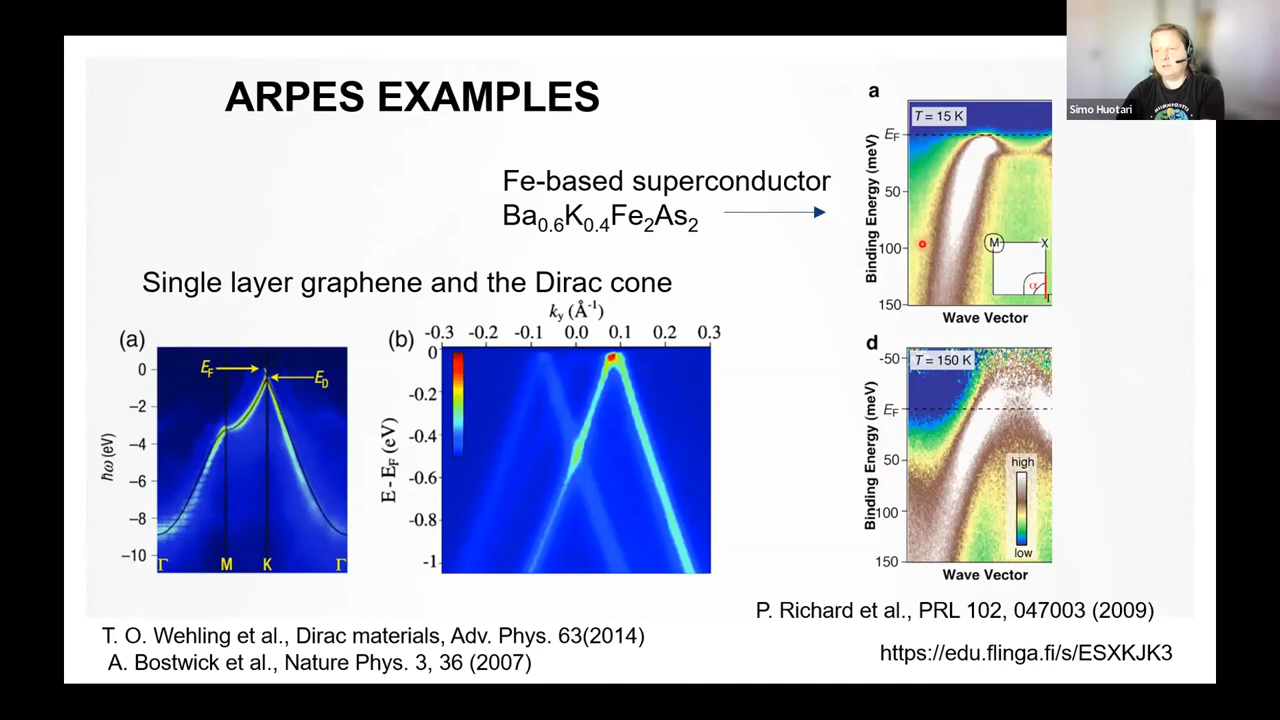 ARPES EXAMPLES
Simo Huotari
Fe-based superconductor
Ba0.6K0.4Fe2As2
Single layer graphene and the Dirac cone
(a)
0
−2
−4
−6
−8
−10
ħω (eV)
EF
ED
Γ M K Γ
(b)
ky (Å-1)
-0.3 -0.2 -0.1 0.0 0.1 0.2 0.3
0
-0.2
-0.4
-0.6
-0.8
-1
E - EF (eV)
a
T = 15 K
EF
50
100
150
Binding Energy (meV)
M X
α
Γ
Wave Vector
d
T = 150 K
-50
EF
50
100
150
Binding Energy (meV)
high
low
Wave Vector
P. Richard et al., PRL 102, 047003 (2009)
T. O. Wehling et al., Dirac materials, Adv. Phys. 63(2014)
A. Bostwick et al., Nature Phys. 3, 36 (2007)
https://edu.flinga.fi/s/ESXKJK3